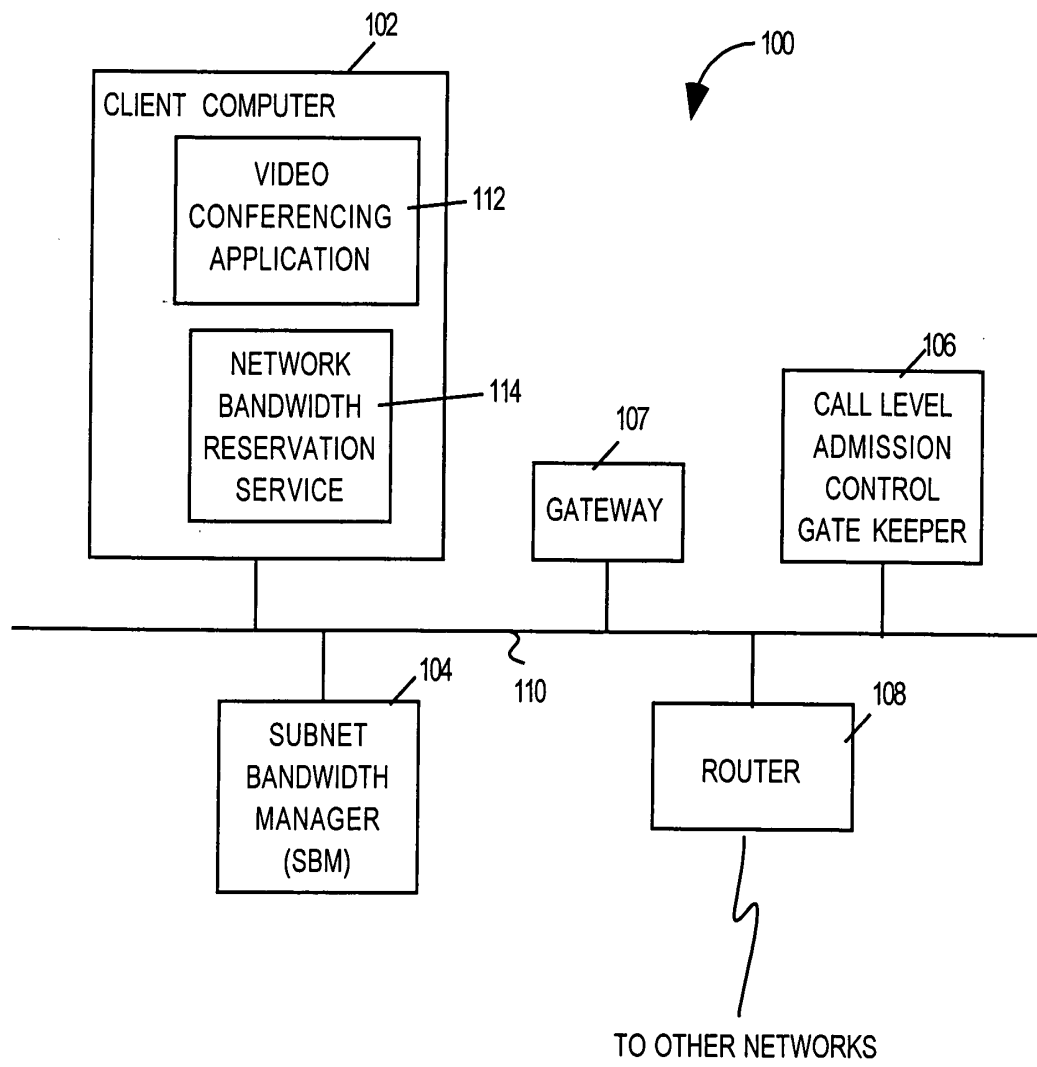 102
100
CLIENT COMPUTER
VIDEO
CONFERENCING
APPLICATION
112
NETWORK
BANDWIDTH
RESERVATION
SERVICE
114
107
GATEWAY
106
CALL LEVEL
ADMISSION
CONTROL
GATE KEEPER
110
104
SUBNET
BANDWIDTH
MANAGER
(SBM)
108
ROUTER
TO OTHER NETWORKS